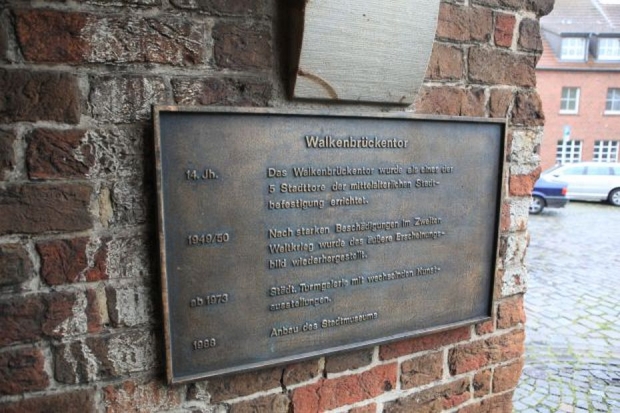 Walkenbrückentor
14. Jh. Das Walkenbrückentor wurde als eines der
5 Stadttore der mittelalterlichen Stadt-
befestigung errichtet.
1949/50 Nach starken Beschädigungen im Zweiten
Weltkrieg wurde das äußere Erscheinungs-
bild wiederhergestellt.
ab 1973 Städt. Turmgalerie mit wechselnden Kunst-
ausstellungen.
1988 Anbau des Stadtmuseums